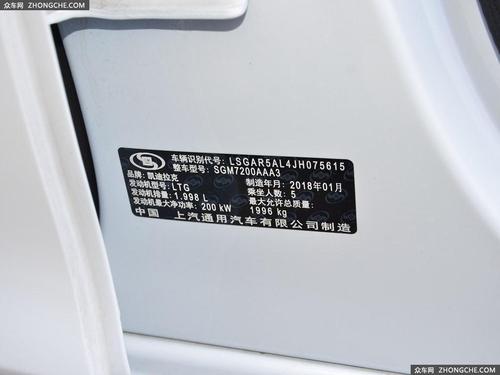 众车网 ZHONGCHE.COM
车辆识别代号: LSGAR5AL4JH075615
整车型号: SGM7200AAA3
品牌: 凯迪拉克
制造年月: 2018年01月
发动机型号: LTG
乘坐人数: 5
发动机排量: 1.998 L
最大允许总质量:
发动机最大净功率: 200 kW
1996 kg
中国 上汽通用汽车有限公司制造
众车网 ZHONGCHE.COM